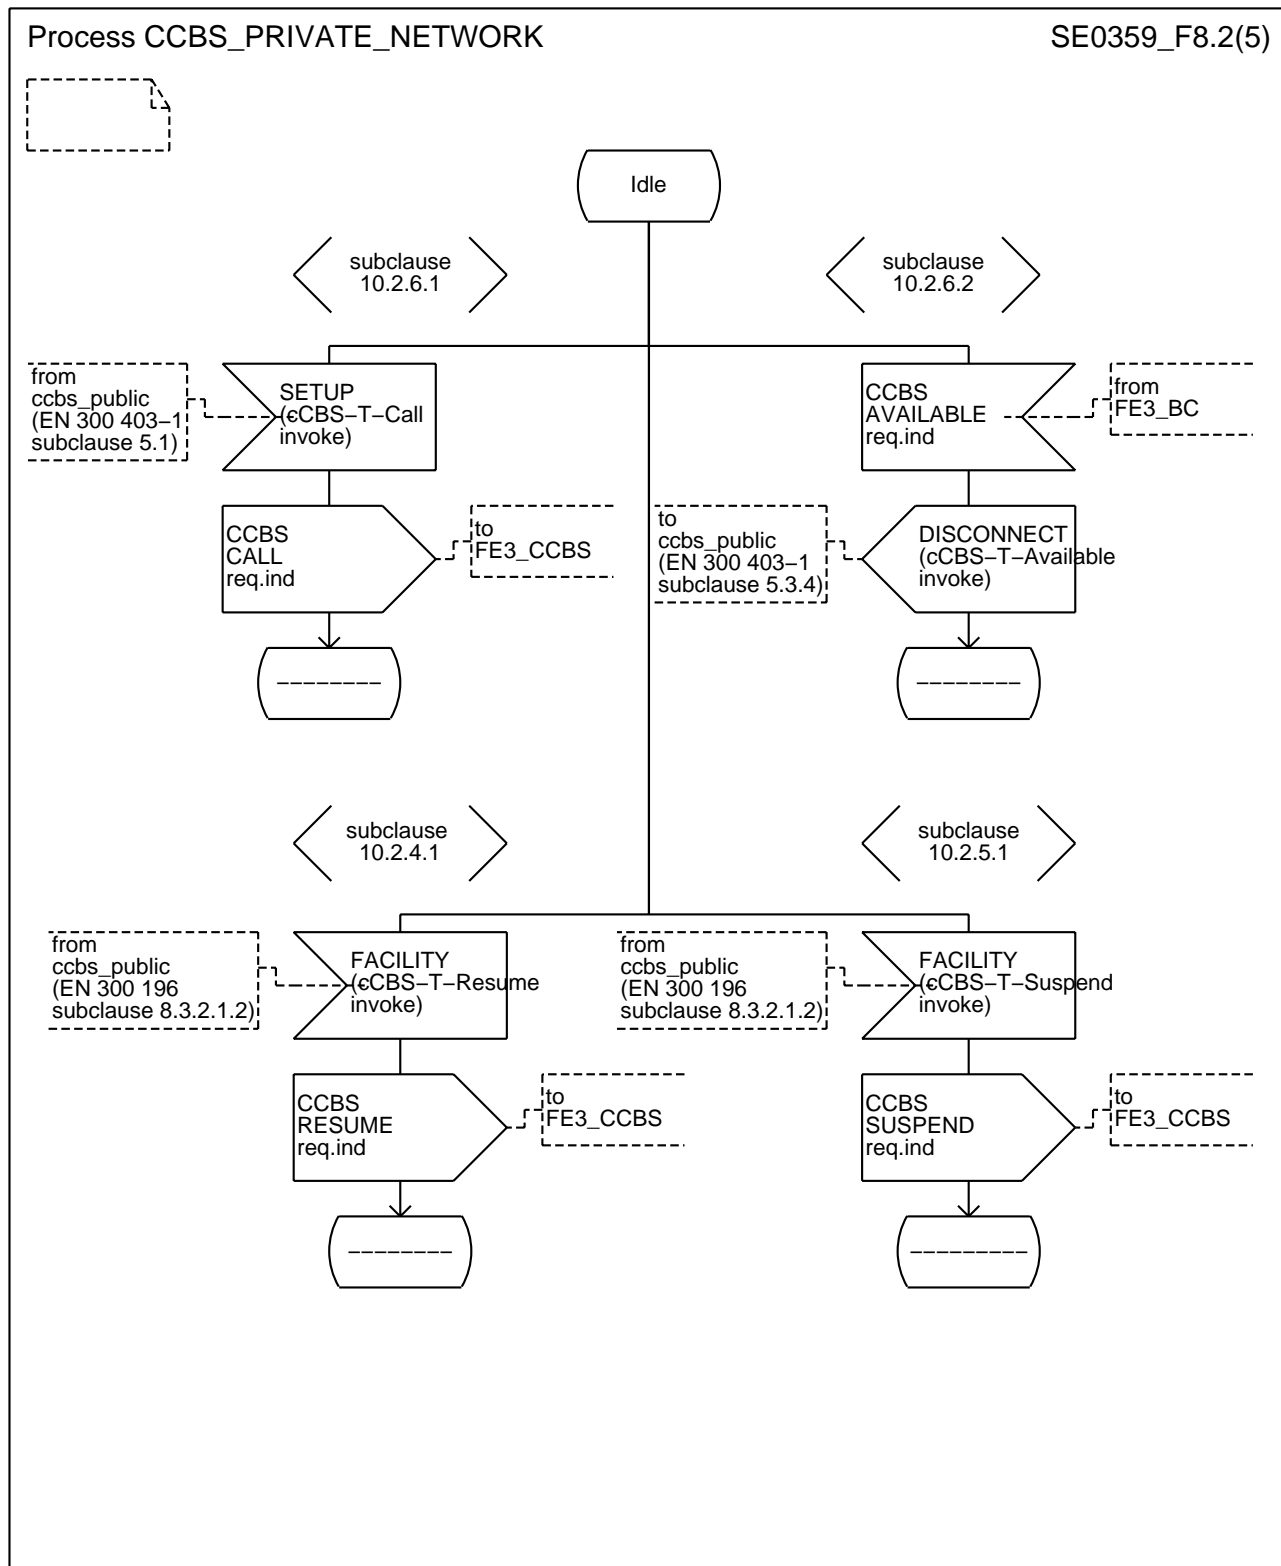 Process CCBS_PRIVATE_NETWORK
SE0359_F8.2(5)
Idle
subclause
10.2.6.1
subclause
10.2.6.2
from
ccbs_public
(EN 300 403–1
subclause 5.1)
SETUP
(cCBS–T–Call
invoke)
CCBS
AVAILABLE
req.ind
from
FE3_BC
CCBS
CALL
req.ind
to
FE3_CCBS
to
ccbs_public
(EN 300 403–1
subclause 5.3.4)
DISCONNECT
(cCBS–T–Available
invoke)
–––––––––
–––––––––
subclause
10.2.4.1
subclause
10.2.5.1
from
ccbs_public
(EN 300 196
subclause 8.3.2.1.2)
FACILITY
(cCBS–T–Resume
invoke)
from
ccbs_public
(EN 300 196
subclause 8.3.2.1.2)
FACILITY
(cCBS–T–Suspend
invoke)
CCBS
RESUME
req.ind
to
FE3_CCBS
CCBS
SUSPEND
req.ind
to
FE3_CCBS
–––––––––
––––––––––